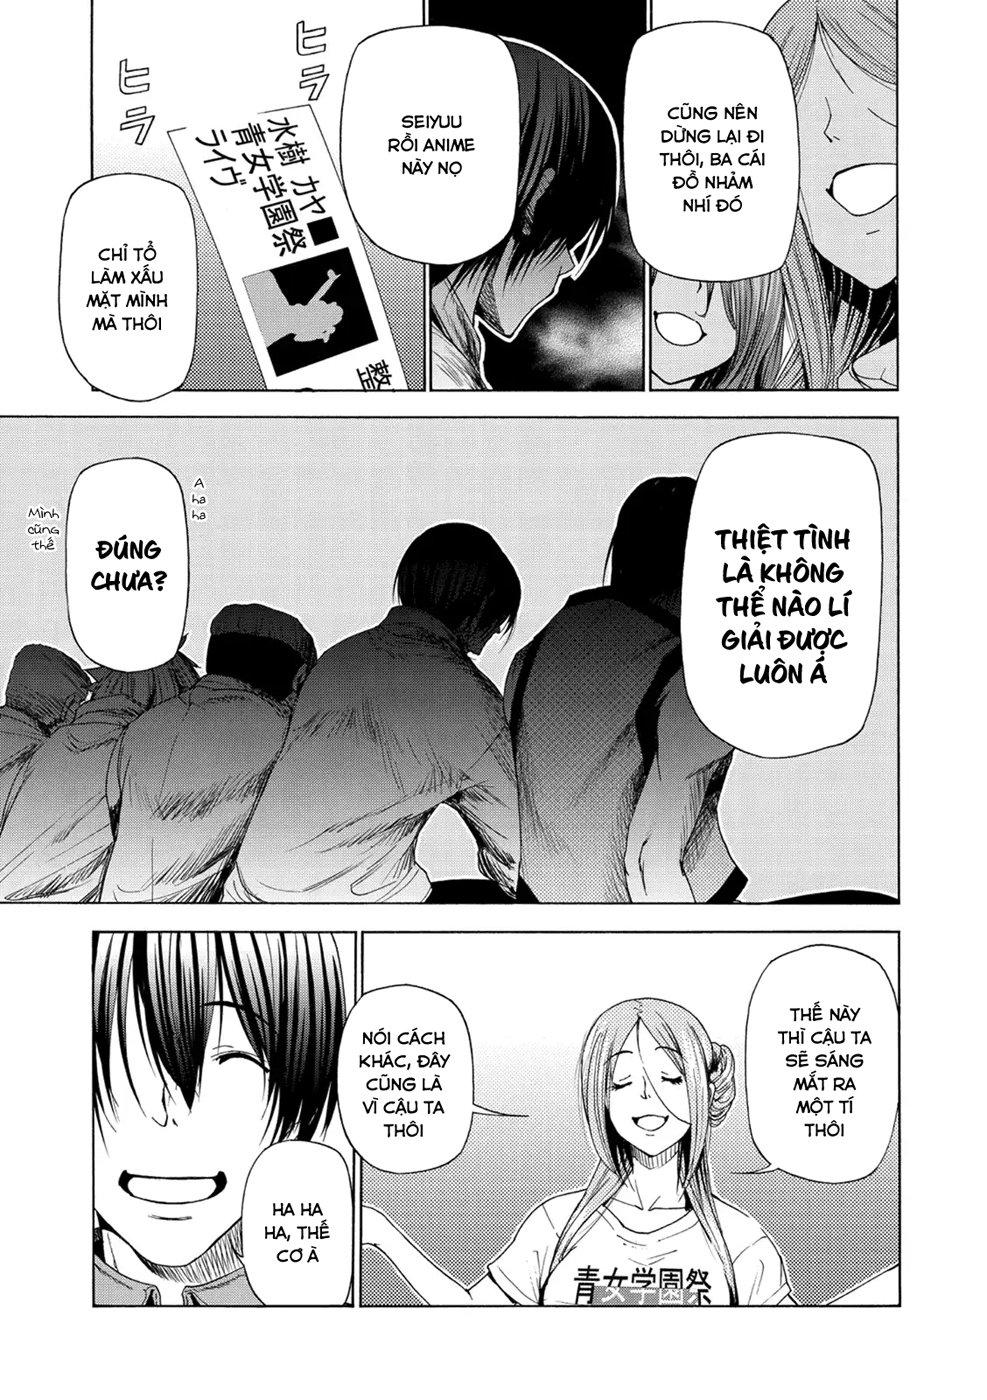 CŨNG NÊN
DỪNG LẠI ĐI
THÔI, BA CÁI
ĐỒ NHẢM
NHÍ ĐÓ
SEIYUU
RỒI ANIME
NÀY NỌ
ヒラ
ヒラ
水樹 カヤ■
青女学園祭
ライヴ
整
CHỈ TỔ
LÀM XẤU
MẶT MÌNH
MÀ THÔI
THIỆT TÌNH
LÀ KHÔNG
THỂ NÀO LÍ
GIẢI ĐƯỢC
LUÔN Á
A
ha
ha
ĐÚNG
CHƯA?
Mình
cũng
thế
THẾ NÀY
THÌ CẬU TA
SẼ SÁNG
MẮT RA
MỘT TÍ
THÔI
NÓI CÁCH
KHÁC, ĐÂY
CŨNG LÀ
VÌ CẬU TA
THÔI
青女学園祭
HA HA
HA, THẾ
CƠ À